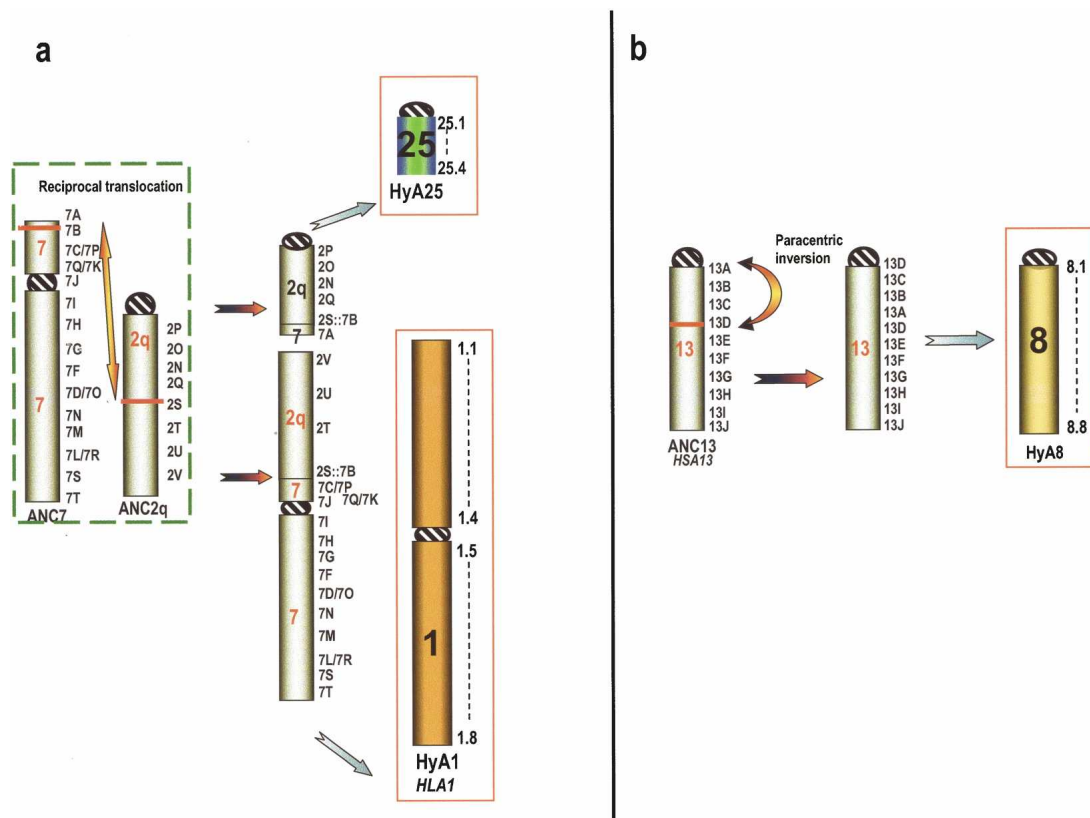 a
b
Reciprocal translocation
7A
7B
7C/7P
7Q/7K
7J
7I
7H
7G
7F
7D/7O
7N
7M
7L/7R
7S
7T
7
7
ANC7
2q
2P
2O
2N
2Q
2S
2T
2U
2V
ANC2q
2P
2O
2N
2Q
2S::7B
7A
2q
7
2V
2U
2T
2S::7B
7C/7P
7J 7Q/7K
7I
7H
7G
7F
7D/7O
7N
7M
7L/7R
7S
7T
2q
7
7
25
25.1
25.4
HyA25
1.1
1.4
1.5
1
1.8
HyA1
HLA1
Paracentric
inversion
13A
13B
13C
13D
13E
13F
13G
13H
13I
13J
13
ANC13
HSA13
13D
13C
13B
13A
13D
13E
13F
13G
13H
13I
13J
13
8.1
8
8.8
HyA8